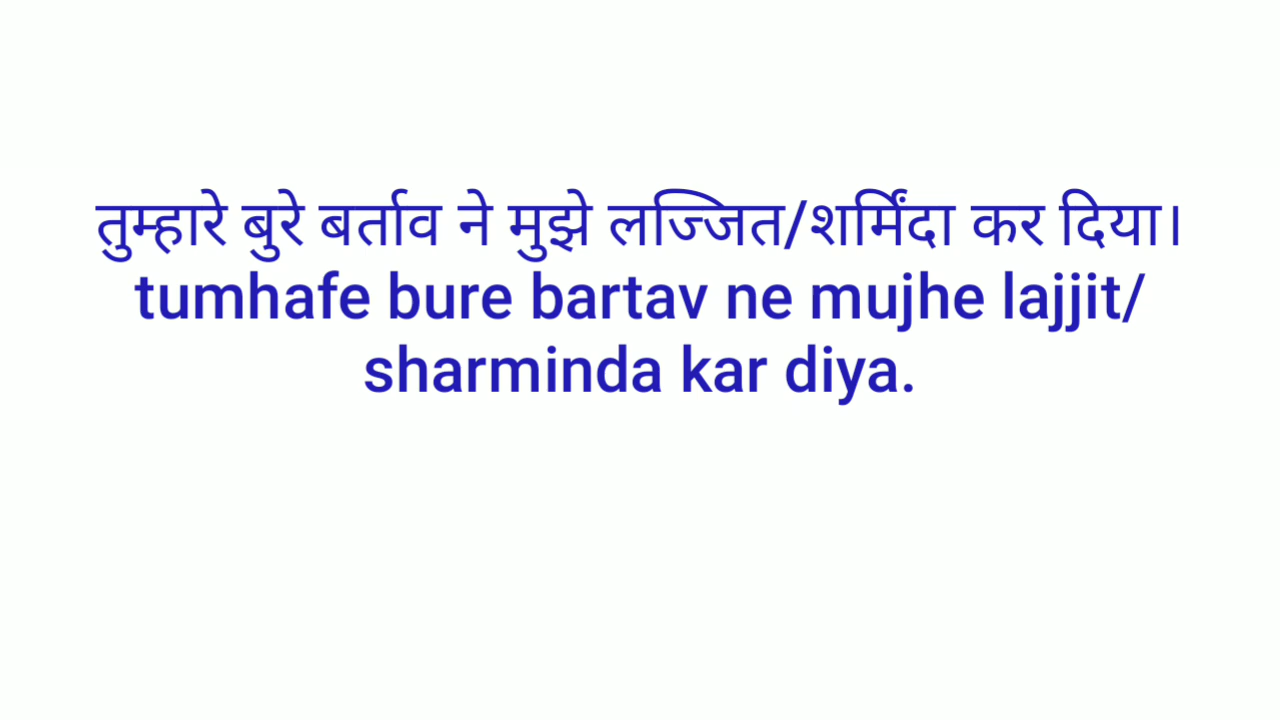 तुम्हारे बुरे बर्ताव ने मुझे लज्जित/शर्मिंदा कर दिया।
tumhafe bure bartav ne mujhe lajjit/
sharminda kar diya.